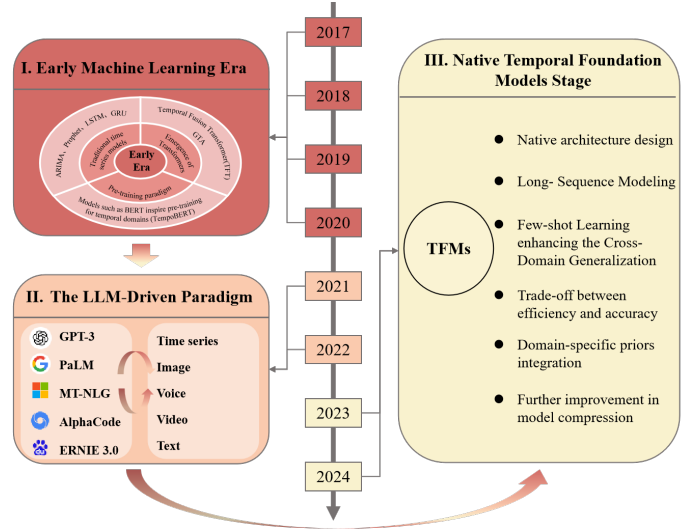 I. Early Machine Learning Era
ARIMA、Prophet、LSTM、GRU
Temporal Fusion Transformer(TFT)
GTA
Traditional time
series models
Emergence of
Transformers
Early
Era
Pre-training paradigm
Models such as BERT inspire pre-training
for temporal domains (TempoBERT)
II. The LLM-Driven Paradigm
GPT-3
PaLM
MT-NLG
AlphaCode
ERNIE 3.0
Time series
Image
Voice
Video
Text
2017
2018
2019
2020
2021
2022
2023
2024
III. Native Temporal Foundation
Models Stage
TFMs
Native architecture design
Long- Sequence Modeling
Few-shot Learning
enhancing the Cross-
Domain Generalization
Trade-off between
efficiency and accuracy
Domain-specific priors
integration
Further improvement in
model compression